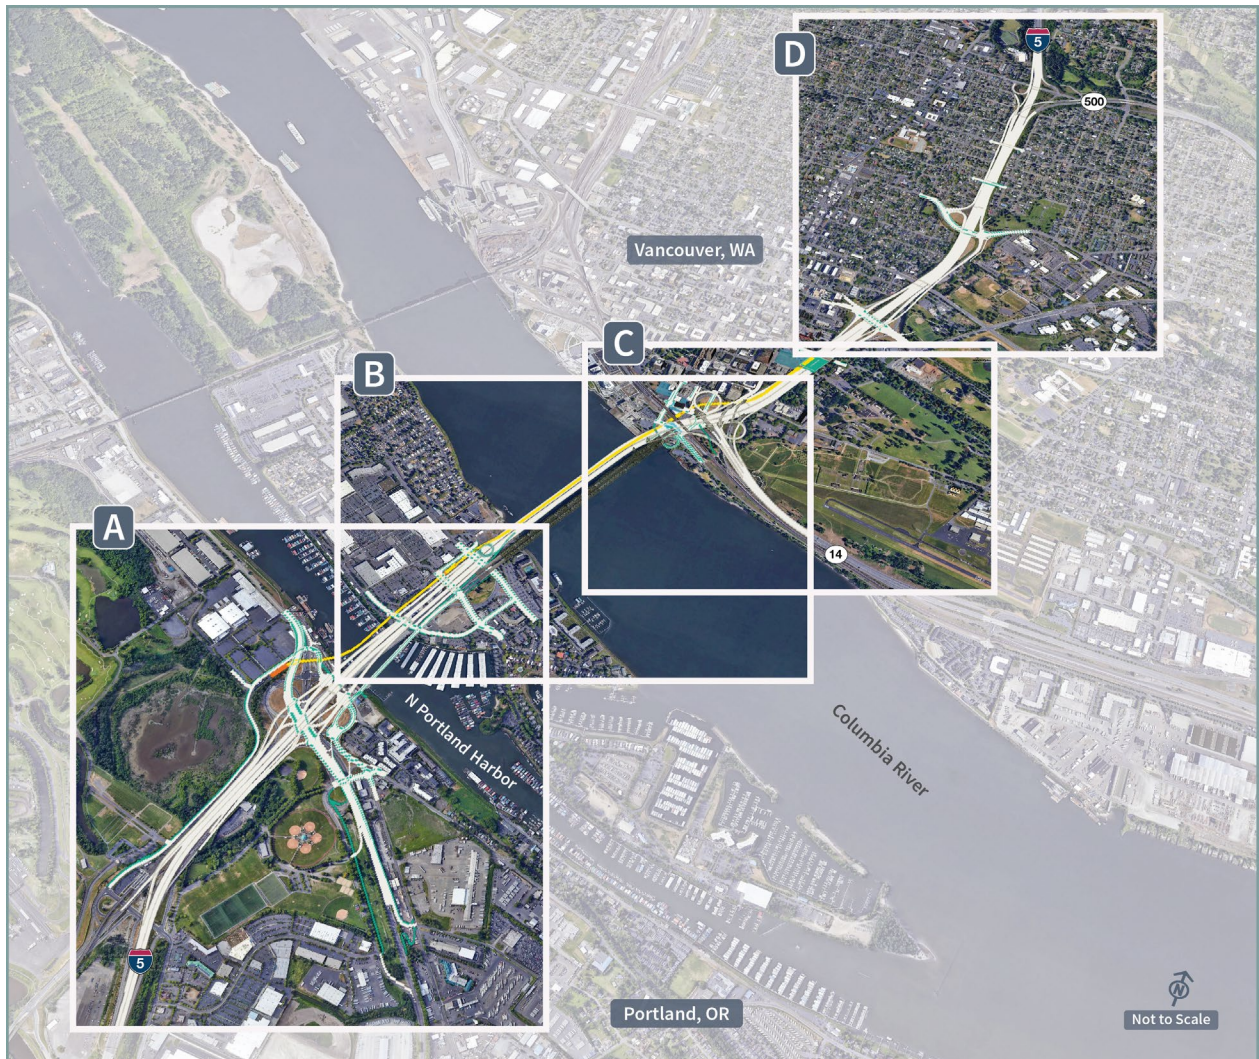 D
5
500
Vancouver, WA
C
B
14
A
N Portland Harbor
Columbia River
5
Portland, OR
N
Not to Scale